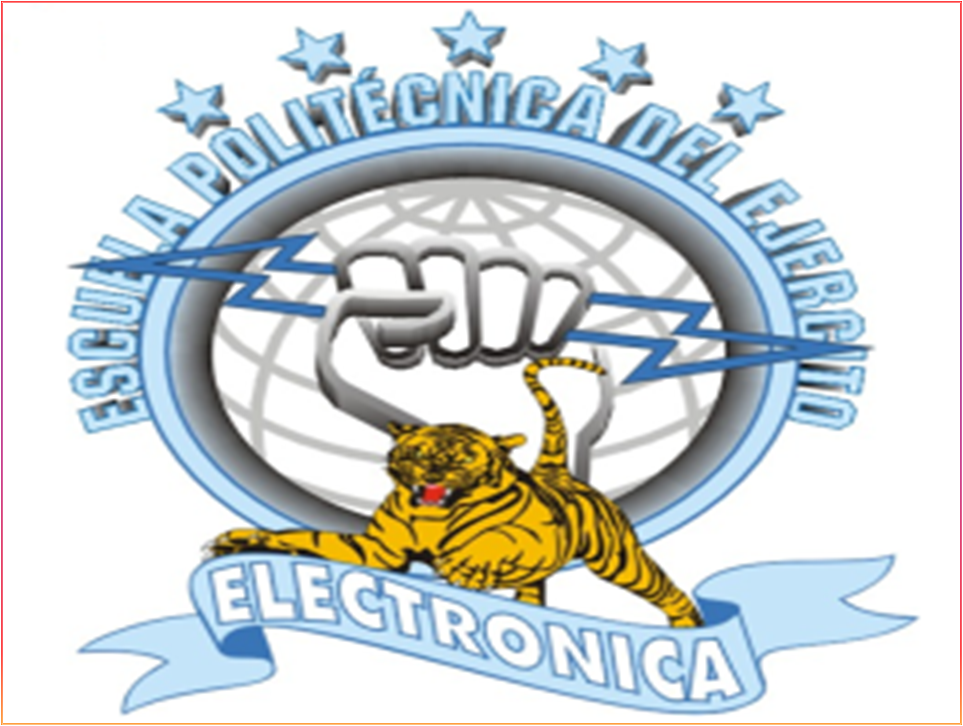 ESCUELA POLITÉCNICA DEL EJERCITO
ELECTRONICA